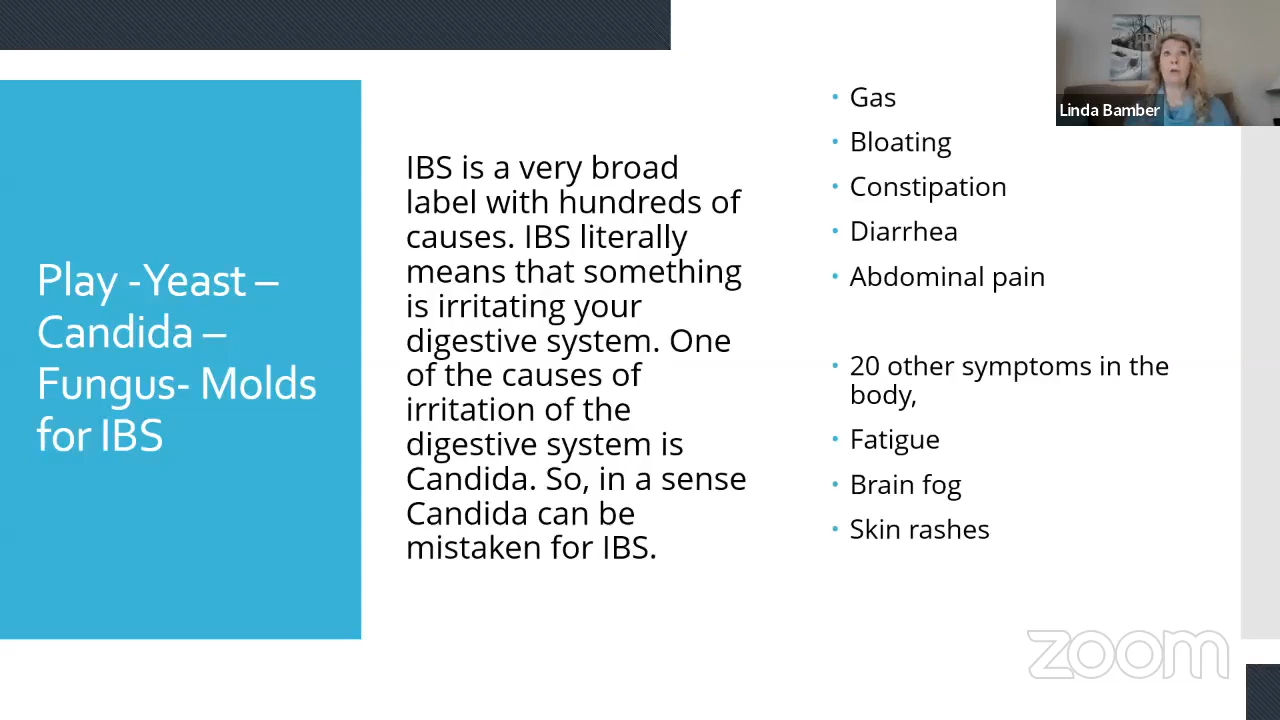 Play -Yeast –
Candida –
Fungus- Molds
for IBS
IBS is a very broad
label with hundreds of
causes. IBS literally
means that something
is irritating your
digestive system. One
of the causes of
irritation of the
digestive system is
Candida. So, in a sense
Candida can be
mistaken for IBS.
• Gas
• Bloating
• Constipation
• Diarrhea
• Abdominal pain
• 20 other symptoms in the
body,
• Fatigue
• Brain fog
• Skin rashes
Linda Bamber
zoom